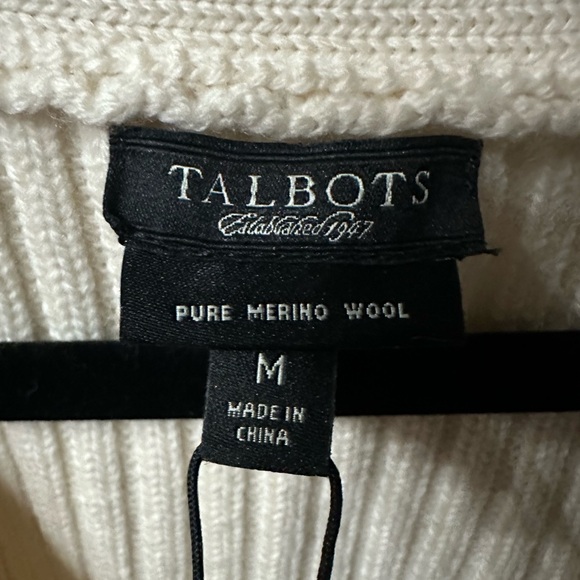 TALBOTS
Established 1947
PURE MERINO WOOL
M
MADE IN
CHINA